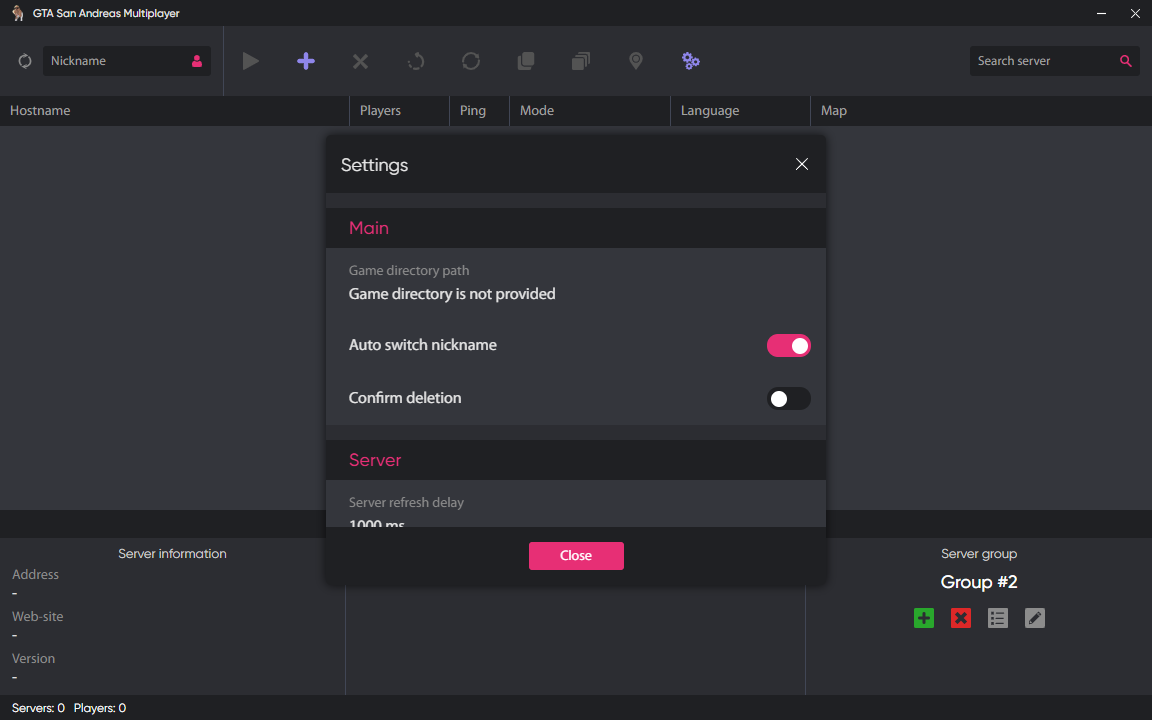 GTA San Andreas Multiplayer
Nickname
Search server
Hostname Players Ping Mode Language Map
Settings
Main
Game directory path
Game directory is not provided
Auto switch nickname
Confirm deletion
Server
Server refresh delay
1000 ms
Close
Server information
Address
-
Web-site
-
Version
-
Server group
Group #2
Servers: 0 Players: 0